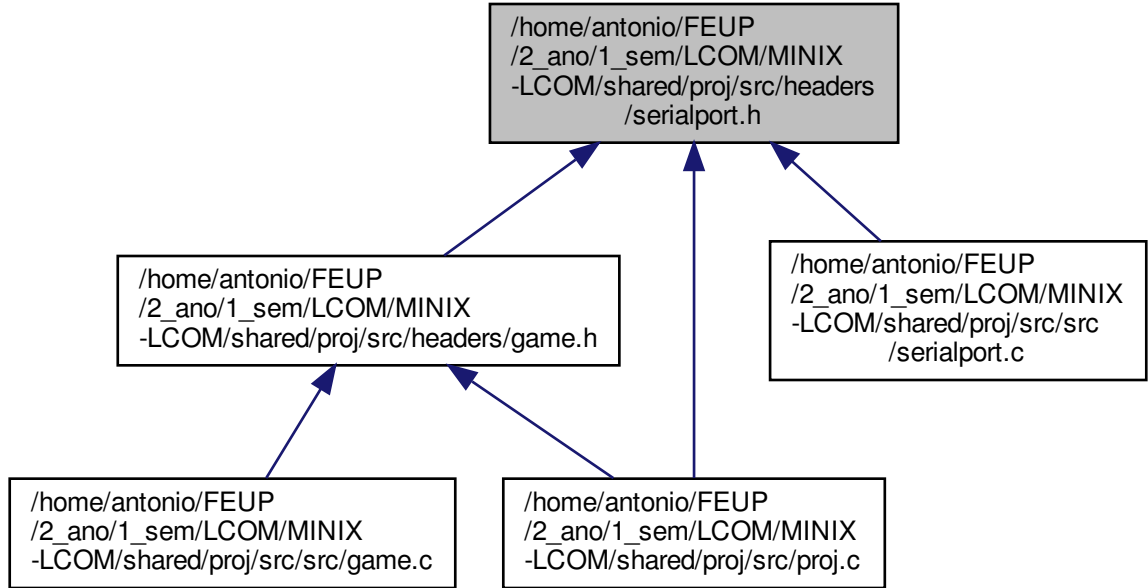 /home/antonio/FEUP
/2_ano/1_sem/LCOM/MINIX
-LCOM/shared/proj/src/headers
/serialport.h
/home/antonio/FEUP
/2_ano/1_sem/LCOM/MINIX
-LCOM/shared/proj/src/headers/game.h
/home/antonio/FEUP
/2_ano/1_sem/LCOM/MINIX
-LCOM/shared/proj/src/src
/serialport.c
/home/antonio/FEUP
/2_ano/1_sem/LCOM/MINIX
-LCOM/shared/proj/src/src/game.c
/home/antonio/FEUP
/2_ano/1_sem/LCOM/MINIX
-LCOM/shared/proj/src/proj.c